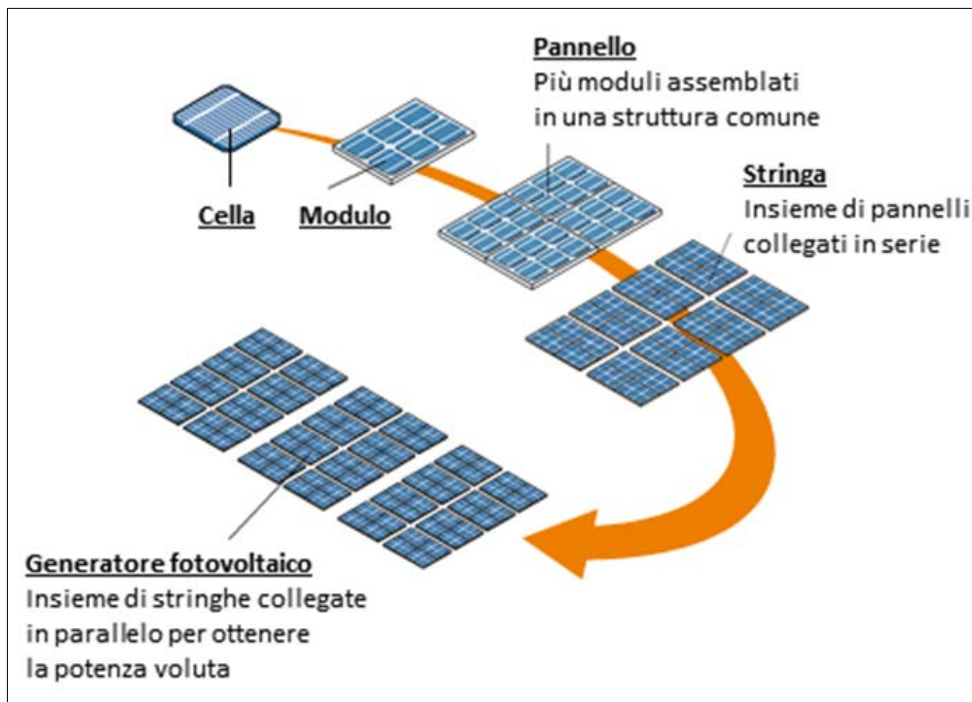 Pannello
Più moduli assemblati
in una struttura comune
Stringa
Insieme di pannelli
collegati in serie
Cella
Modulo
Generatore fotovoltaico
Insieme di stringhe collegate
in parallelo per ottenere
la potenza voluta